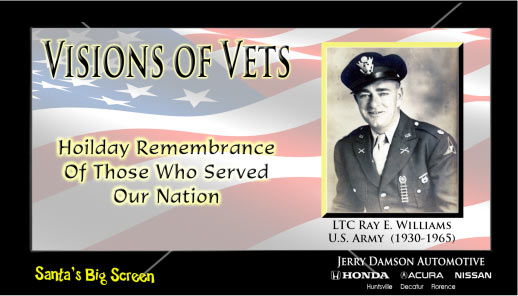 VISIONS OF VETS
Hoilday Remembrance
Of Those Who Served
Our Nation
LTC RAY E. WILLIAMS
U.S. ARMY (1930-1965)
Santa's Big Screen
JERRY DAMSON AUTOMOTIVE
HONDA ACURA NISSAN
Huntsville Decatur Florence